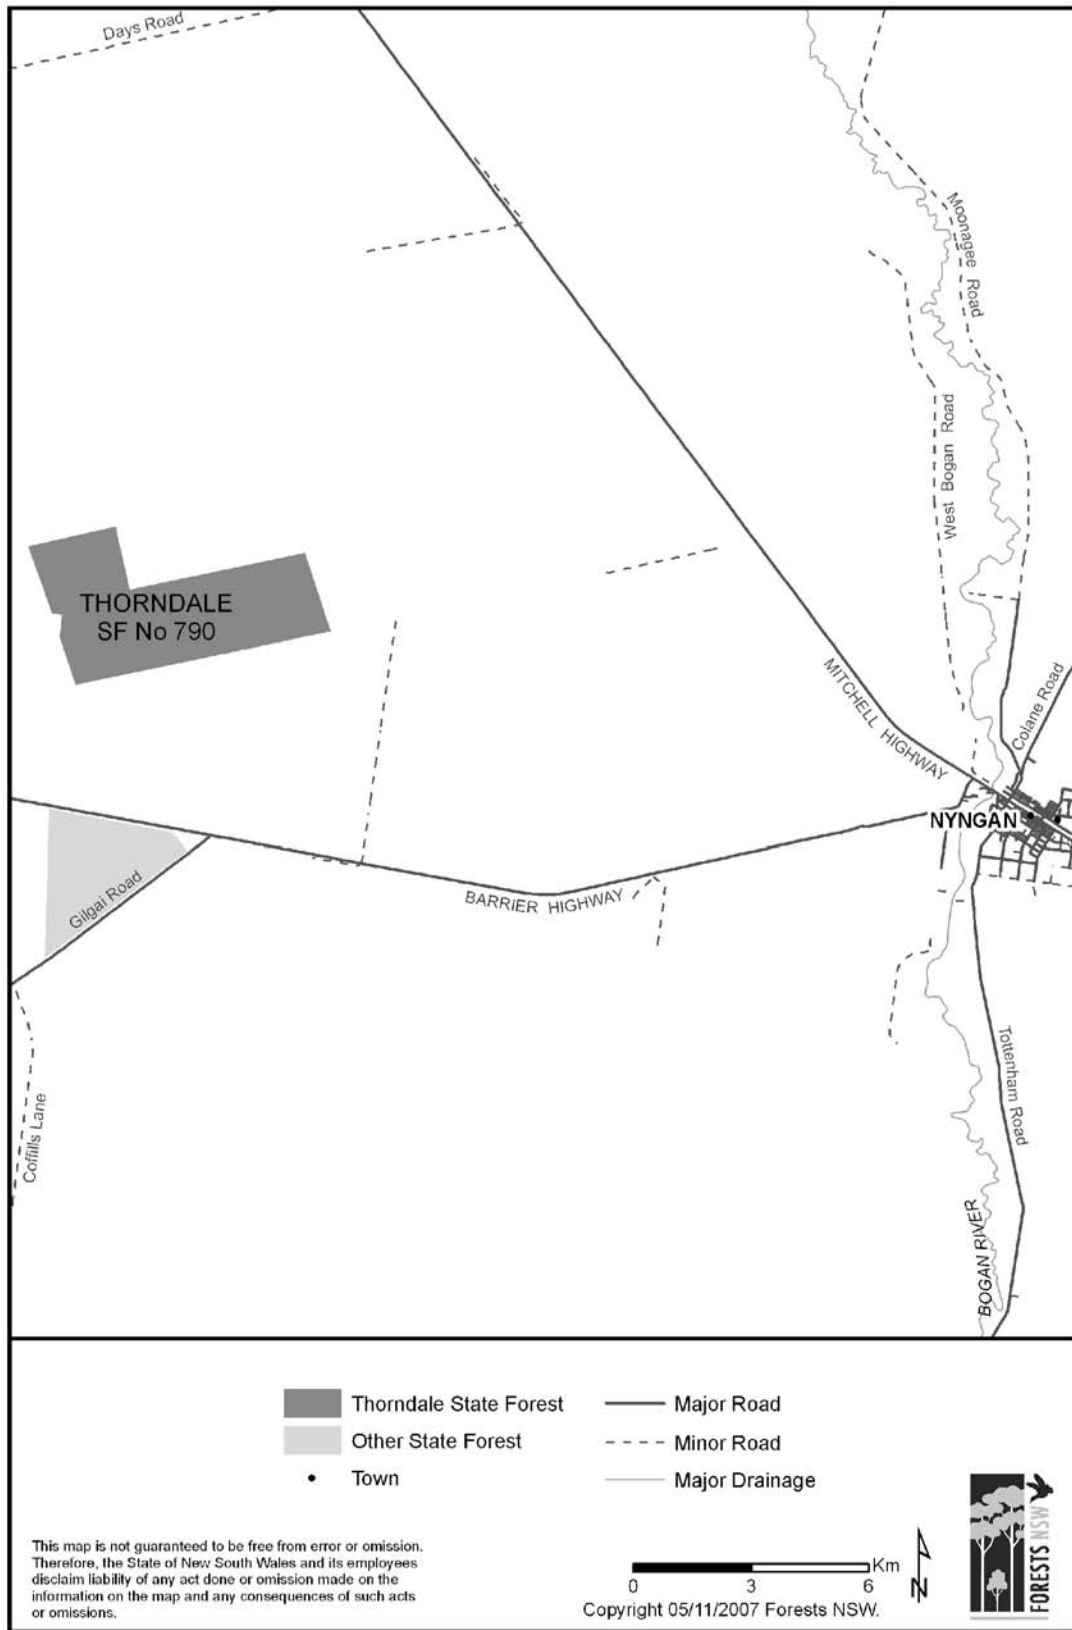 Days Road
Moonagee Road
West Bogan Road
THORNDALE
SF No 790
MITCHELL HIGHWAY
Colane Road
NYNGAN
Gilgai Road
BARRIER HIGHWAY
Coffills Lane
Tottenham Road
BOGAN RIVER
Thorndale State Forest
Major Road
Other State Forest
Minor Road
Town
Major Drainage
This map is not guaranteed to be free from error or omission.
Therefore, the State of New South Wales and its employees
disclaim liability of any act done or omission made on the
information on the map and any consequences of such acts
or omissions.
Km
0 3 6
N
Copyright 05/11/2007 Forests NSW.
FORESTS NSW